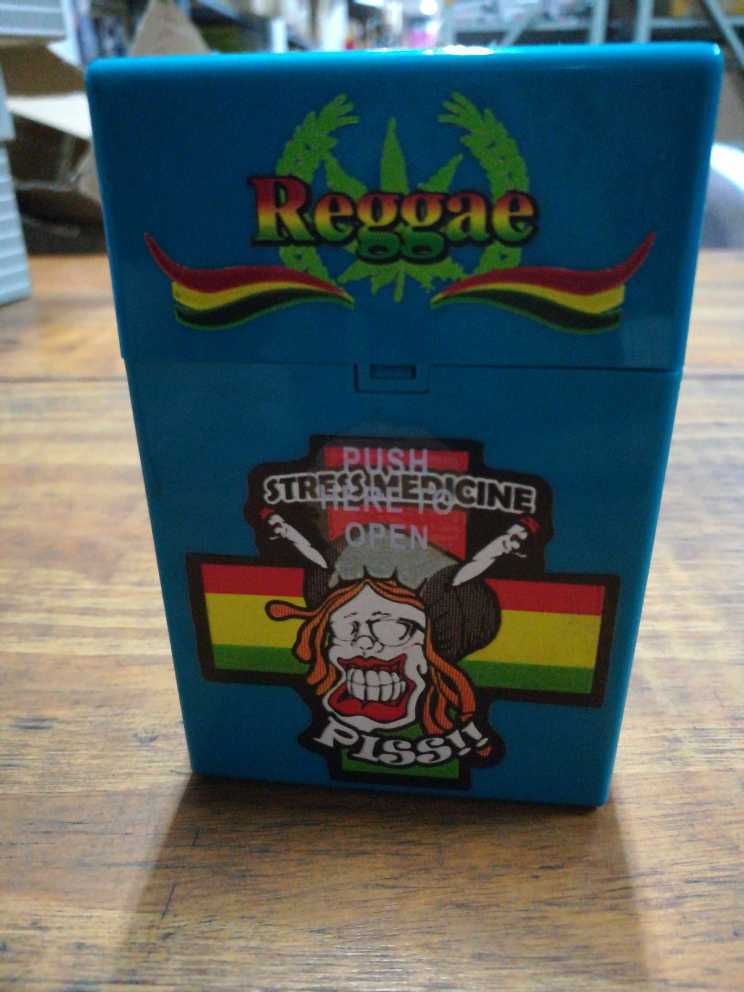 Reggae
PUSH
STRESS MEDICINE
HERE TO
OPEN
PISS!!